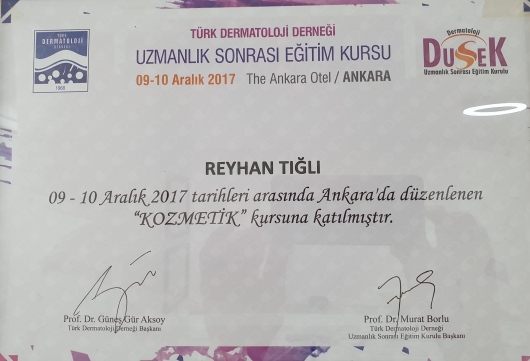 TÜRK
DERMATOLOJİ
DERNEĞİ
TÜRK DERMATOLOJİ DERNEĞİ
UZMANLIK SONRASI EĞİTİM KURSU
09-10 Aralık 2017 The Ankara Otel / ANKARA
Dermatoloji
DUSEK
Uzmanlık Sonrası Eğitim Kurulu
REYHAN TIĞLI
09 - 10 Aralık 2017 tarihleri arasında Ankara'da düzenlenen
“KOZMETİK” kursuna katılmıştır.
Prof. Dr. Güneş Gür Aksoy
Türk Dermatoloji Derneği Başkanı
Prof. Dr. Murat Borlu
Türk Dermatoloji Derneği
Uzmanlık Sonrası Eğitim Kurulu Başkanı